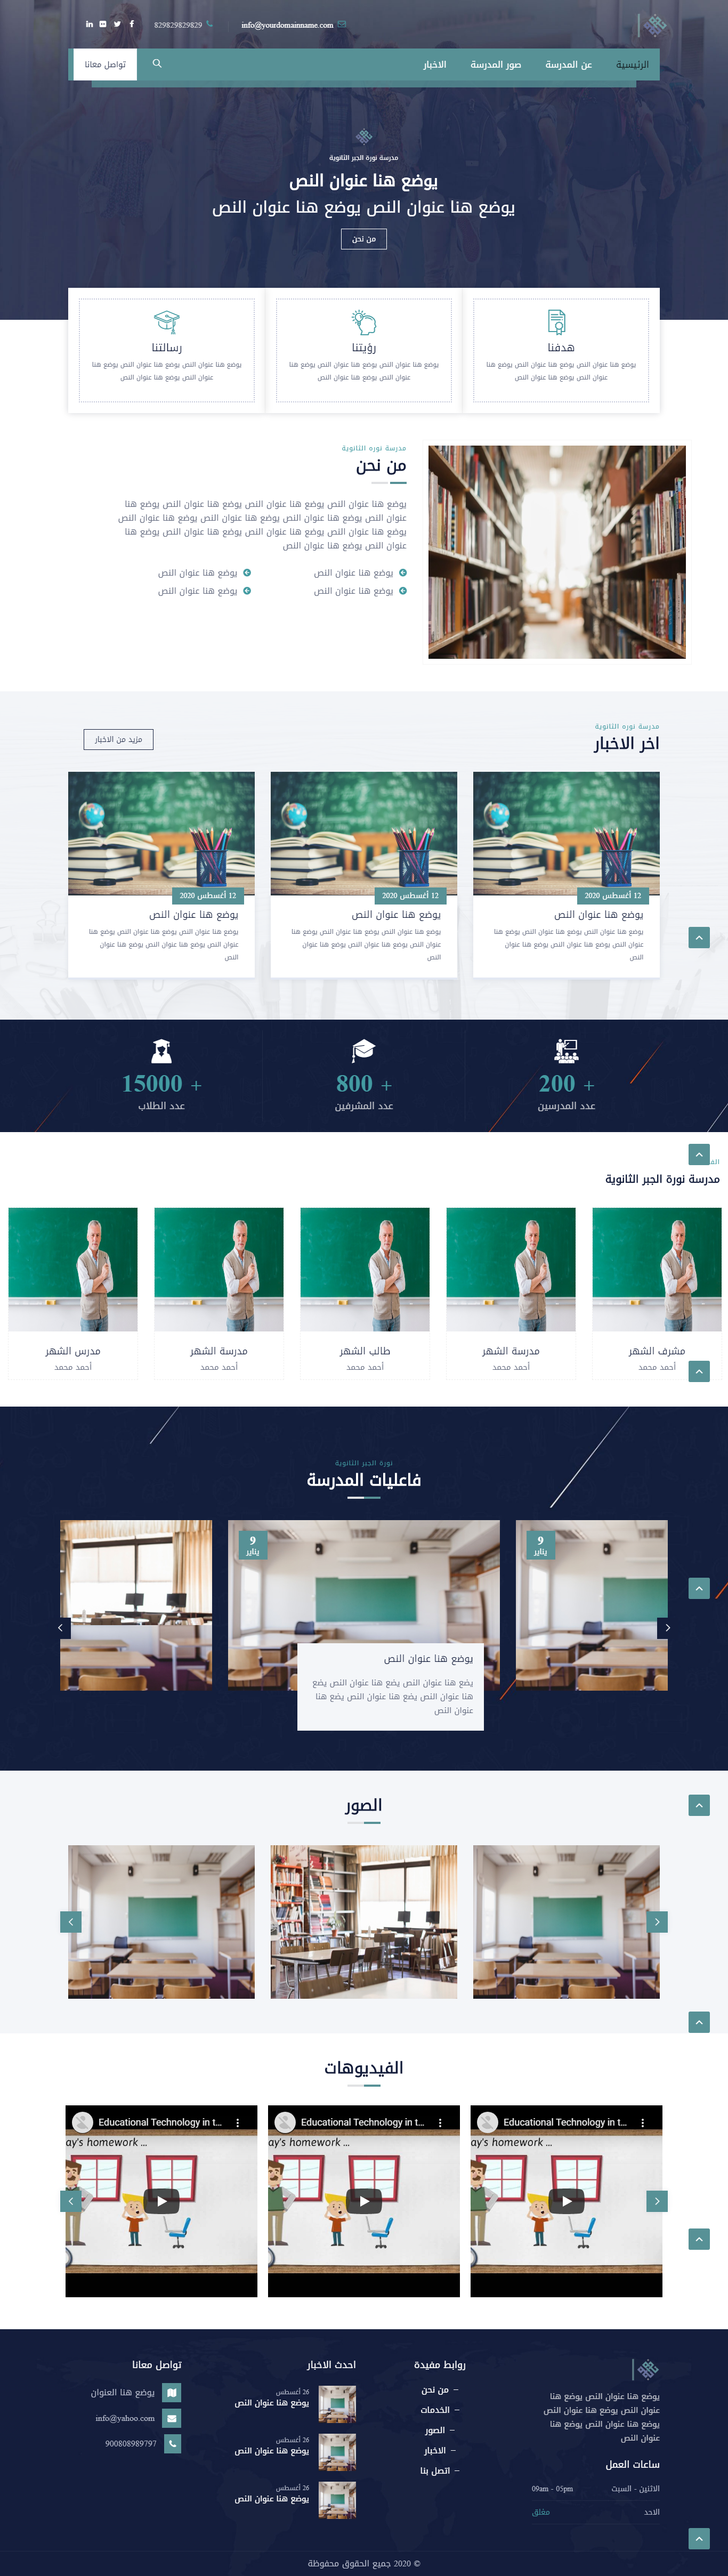 info@yourdomainname.com
829829829829
الرئيسية
عن المدرسة
صور المدرسة
الاخبار
تواصل معانا
مدرسة نورة الجبر الثانوية
يوضع هنا عنوان النص
يوضع هنا عنوان النص يوضع هنا عنوان النص
من نحن
هدفنا
يوضع هنا عنوان النص يوضع هنا عنوان النص يوضع هنا
عنوان النص يوضع هنا عنوان النص
رؤيتنا
يوضع هنا عنوان النص يوضع هنا عنوان النص يوضع هنا
عنوان النص يوضع هنا عنوان النص
رسالتنا
يوضع هنا عنوان النص يوضع هنا عنوان النص يوضع هنا
عنوان النص يوضع هنا عنوان النص
مدرسة نوره الثانوية
من نحن
يوضع هنا عنوان النص يوضع هنا عنوان النص يوضع هنا عنوان النص يوضع هنا
عنوان النص يوضع هنا عنوان النص يوضع هنا عنوان النص يوضع هنا عنوان النص
يوضع هنا عنوان النص يوضع هنا عنوان النص يوضع هنا عنوان النص يوضع هنا
عنوان النص يوضع هنا عنوان النص
يوضع هنا عنوان النص
يوضع هنا عنوان النص
يوضع هنا عنوان النص
يوضع هنا عنوان النص
مدرسة نوره الثانوية
اخر الاخبار
مزيد من الاخبار
12 أغسطس 2020
يوضع هنا عنوان النص
يوضع هنا عنوان النص يوضع هنا عنوان النص يوضع هنا
عنوان النص يوضع هنا عنوان النص يوضع هنا عنوان
النص
12 أغسطس 2020
يوضع هنا عنوان النص
يوضع هنا عنوان النص يوضع هنا عنوان النص يوضع هنا
عنوان النص يوضع هنا عنوان النص يوضع هنا عنوان
النص
12 أغسطس 2020
يوضع هنا عنوان النص
يوضع هنا عنوان النص يوضع هنا عنوان النص يوضع هنا
عنوان النص يوضع هنا عنوان النص يوضع هنا عنوان
النص
200 +
عدد المدرسين
800 +
عدد المشرفين
15000 +
عدد الطلاب
مدرسة نورة الجبر الثانوية
مشرف الشهر
أحمد محمد
مدرسة الشهر
أحمد محمد
طالب الشهر
أحمد محمد
مدرسة الشهر
أحمد محمد
مدرس الشهر
أحمد محمد
نورة الجبر الثانوية
فاعليات المدرسة
9
يناير
9
يناير
يوضع هنا عنوان النص
يضع هنا عنوان النص يضع هنا عنوان النص يضع
هنا عنوان النص يضع هنا عنوان النص يضع هنا
عنوان النص
الصور
الفيديوهات
Educational Technology in t...
ay's homework ...
Educational Technology in t...
ay's homework ...
Educational Technology in t...
ay's homework ...
يوضع هنا عنوان النص يوضع هنا
عنوان النص يوضع هنا عنوان النص
يوضع هنا عنوان النص يوضع هنا
عنوان النص
ساعات العمل
الاثنين - السبت
09am - 05pm
الاحد
مغلق
روابط مفيدة
من نحن
الخدمات
الصور
الاخبار
اتصل بنا
احدث الاخبار
26 أغسطس
يوضع هنا عنوان النص
26 أغسطس
يوضع هنا عنوان النص
26 أغسطس
يوضع هنا عنوان النص
تواصل معانا
يوضع هنا العنوان
info@yahoo.com
900808989797
© 2020 جميع الحقوق محفوظة